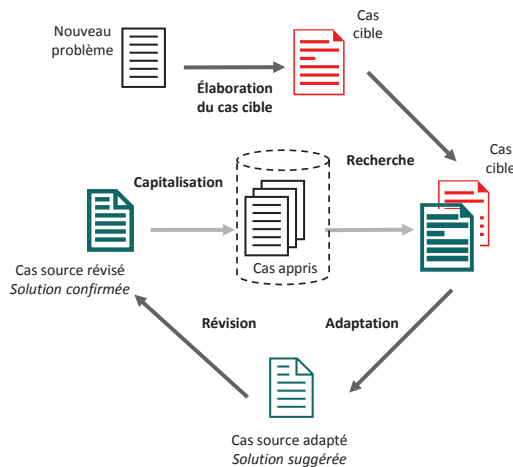 Nouveau
problème
Cas
cible
Élaboration
du cas cible
Cas
cible
Recherche
Capitalisation
Cas appris
Cas source révisé
Solution confirmée
Révision
Adaptation
Cas source adapté
Solution suggérée